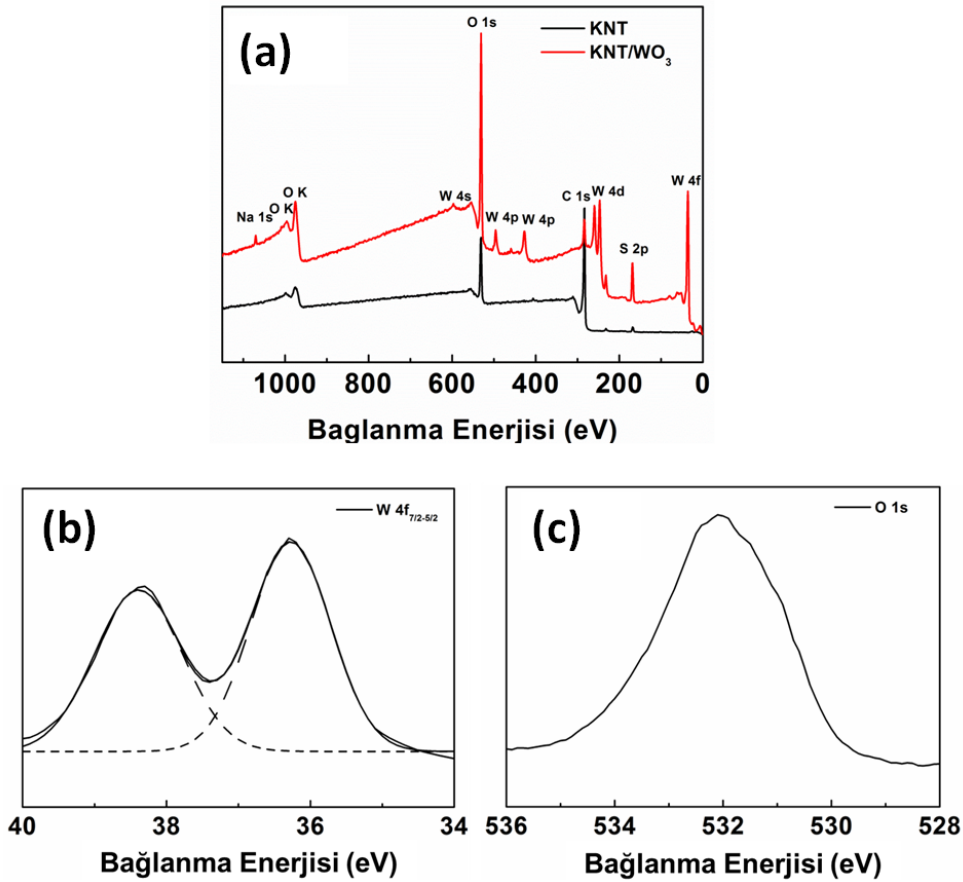 (a)
KNT
KNT/WO₃
O 1s
Na 1s
O K
O K
W 4s
W 4p
W 4p
C 1s
W 4d
S 2p
W 4f
1000 800 600 400 200 0
Baglanma Enerjisi (eV)
(b)
W 4f₇/₂₋₅/₂
40 38 36 34
Bağlanma Enerjisi (eV)
(c)
O 1s
536 534 532 530 528
Bağlanma Enerjisi (eV)